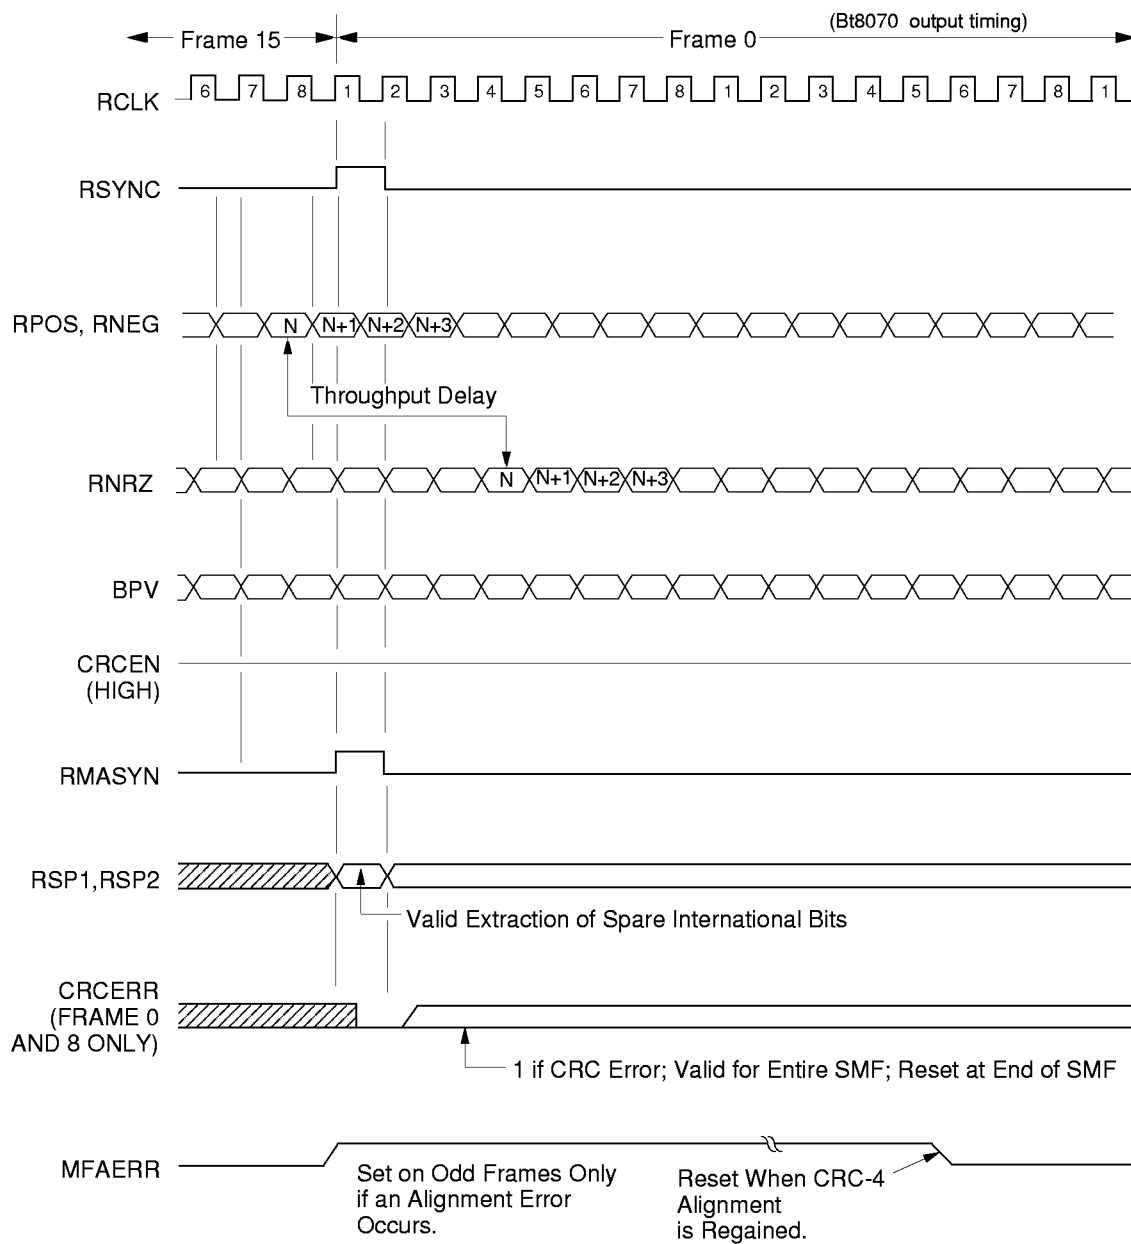 (Bt8070 output timing)
Frame 15
Frame 0
RCLK
6 7 8 1 2 3 4 5 6 7 8 1 2 3 4 5 6 7 8 1
RSYNC
RPOS, RNEG
N N+1 N+2 N+3
Throughput Delay
RNRZ
N N+1 N+2 N+3
BPV
CRCEN
(HIGH)
RMASYN
RSP1,RSP2
Valid Extraction of Spare International Bits
CRCERR
(FRAME 0
AND 8 ONLY)
1 if CRC Error; Valid for Entire SMF; Reset at End of SMF
MFAERR
Set on Odd Frames Only
if an Alignment Error
Occurs.
Reset When CRC-4
Alignment
is Regained.